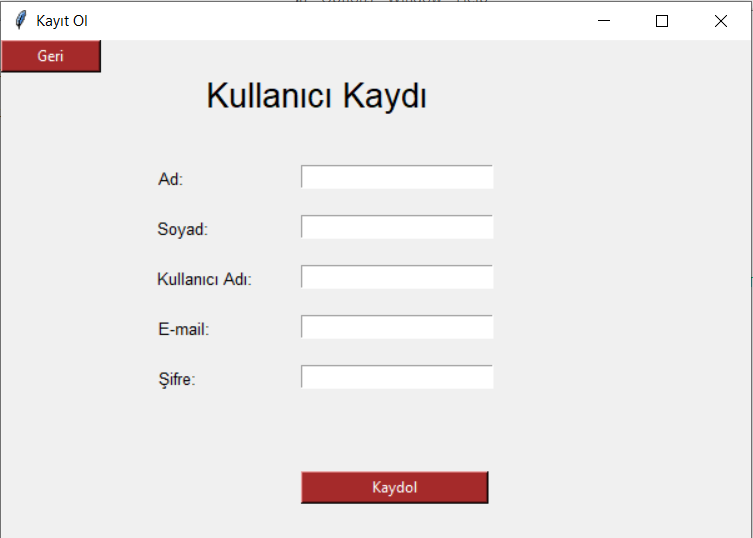 Kayıt Ol
Geri
Kullanıcı Kaydı
Ad:
Soyad:
Kullanıcı Adı:
E-mail:
Şifre:
Kaydol